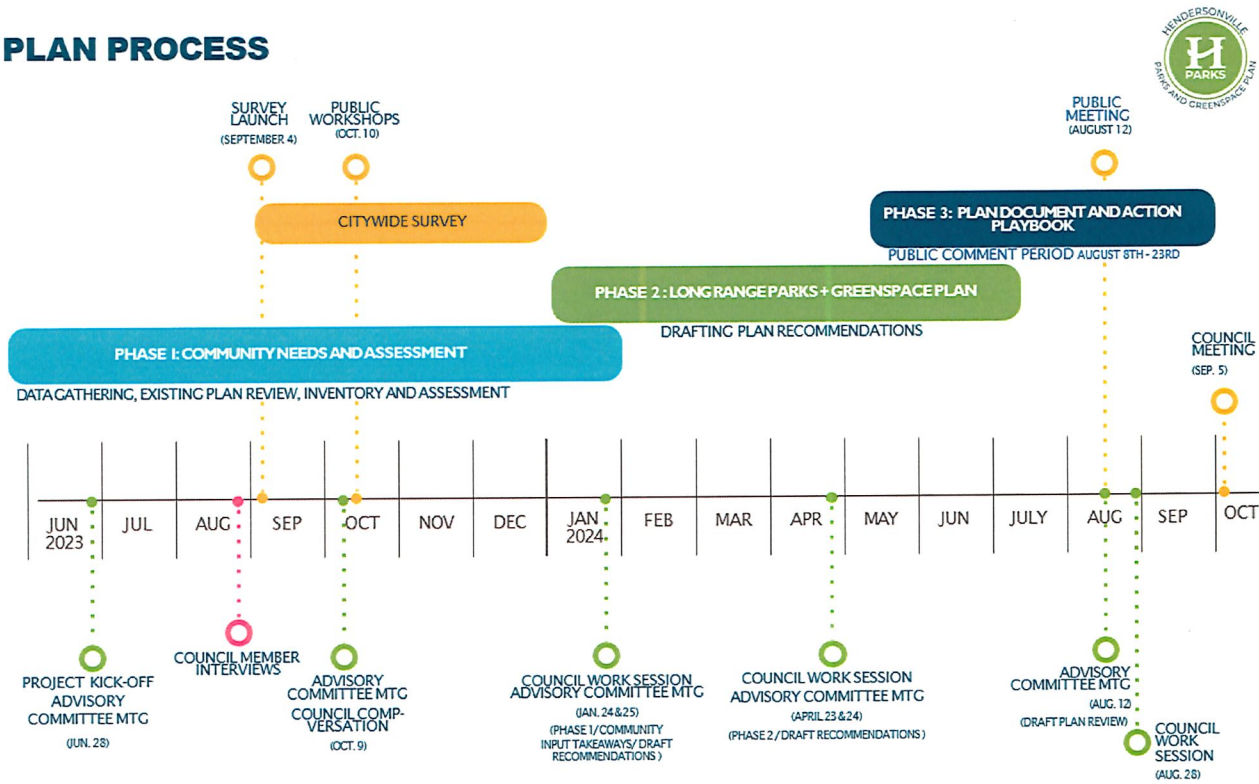 PLAN PROCESS
HENDERSONVILLE
H
PARKS
PARKS AND GREENSPACE PLAN
SURVEY
LAUNCH
(SEPTEMBER 4)
PUBLIC
WORKSHOPS
(OCT. 10)
PUBLIC
MEETING
(AUGUST 12)
CITYWIDE SURVEY
PHASE 3: PLAN DOCUMENT AND ACTION
PLAYBOOK
PUBLIC COMMENT PERIOD AUGUST 8TH - 23RD
PHASE 2: LONG RANGE PARKS + GREENSPACE PLAN
DRAFTING PLAN RECOMMENDATIONS
PHASE I: COMMUNITY NEEDS AND ASSESSMENT
DATA GATHERING, EXISTING PLAN REVIEW, INVENTORY AND ASSESSMENT
COUNCIL
MEETING
(SEP. 5)
JUN
2023
JUL
AUG
SEP
OCT
NOV
DEC
JAN
2024
FEB
MAR
APR
MAY
JUN
JULY
AUG
SEP
OCT
PROJECT KICK-OFF
ADVISORY
COMMITTEE MTG
(JUN. 28)
COUNCIL MEMBER
INTERVIEWS
ADVISORY
COMMITTEE MTG
COUNCIL COMP-
VERSATION
(OCT. 9)
COUNCIL WORK SESSION
ADVISORY COMMITTEE MTG
(JAN. 24 & 25)
(PHASE 1/ COMMUNITY
INPUT TAKEAWAYS/ DRAFT
RECOMMENDATIONS )
COUNCIL WORK SESSION
ADVISORY COMMITTEE MTG
(APRIL 23 & 24)
(PHASE 2 / DRAFT RECOMMENDATIONS )
ADVISORY
COMMITTEE MTG
(AUG. 12)
(DRAFT PLAN REVIEW)
COUNCIL
WORK
SESSION
(AUG. 28)